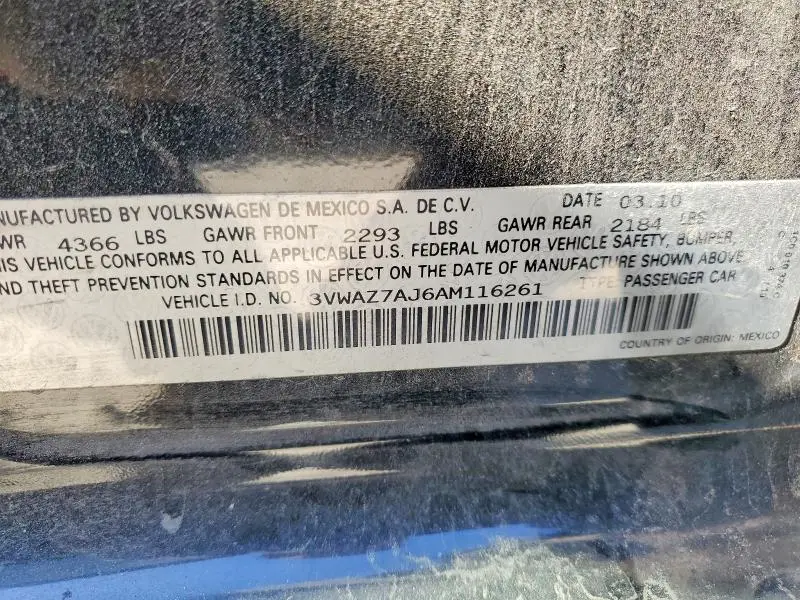 NUFACTURED BY VOLKSWAGEN DE MEXICO S.A. DE C.V. DATE 03.10
WR 4366 LBS GAWR FRONT 2293 LBS GAWR REAR 2184 LBS
IS VEHICLE CONFORMS TO ALL APPLICABLE U.S. FEDERAL MOTOR VEHICLE SAFETY, BUMPER,
ND THEFT PREVENTION STANDARDS IN EFFECT ON THE DATE OF MANUFACTURE SHOWN ABOVE
VEHICLE I.D. NO. 3VWAZ7AJ6AM116261 TYPE: PASSENGER CAR
COUNTRY OF ORIGIN: MEXICO